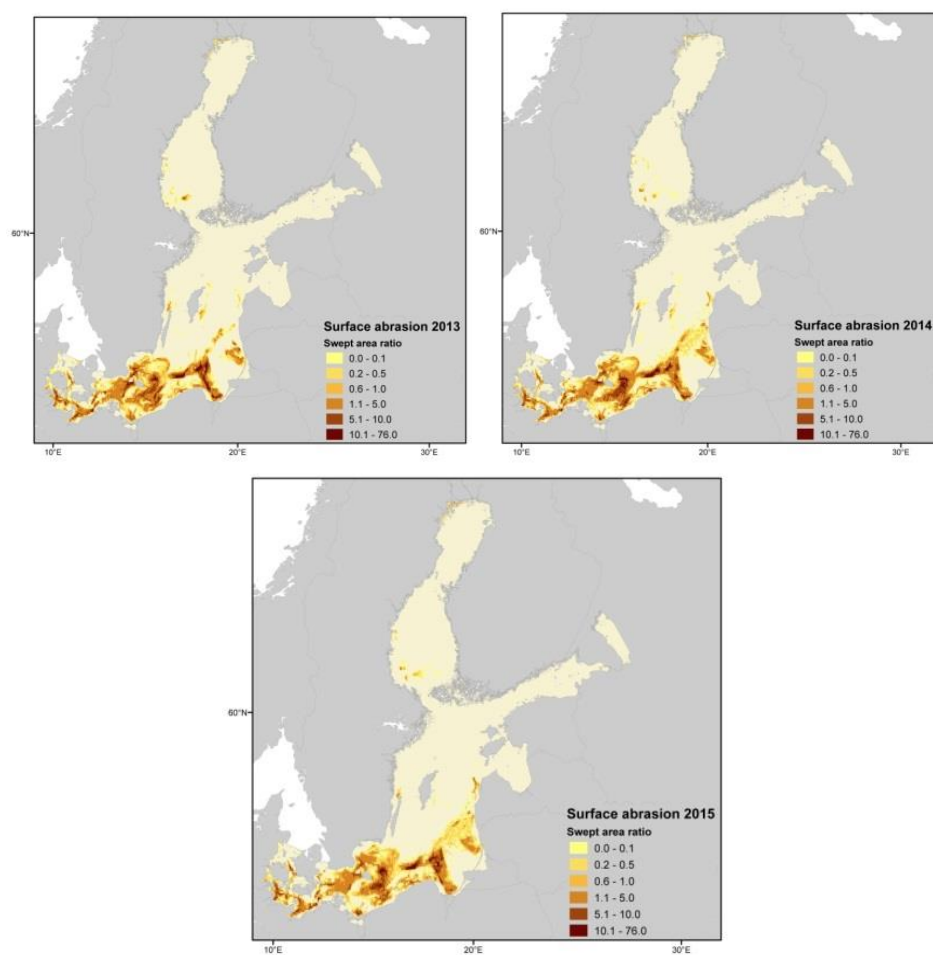 60°N
Surface abrasion 2013
Swept area ratio
0.0 - 0.1
0.2 - 0.5
0.6 - 1.0
1.1 - 5.0
5.1 - 10.0
10.1 - 76.0
10°E
20°E
30°E
60°N
Surface abrasion 2014
Swept area ratio
0.0 - 0.1
0.2 - 0.5
0.6 - 1.0
1.1 - 5.0
5.1 - 10.0
10.1 - 76.0
10°E
20°E
30°E
60°N
Surface abrasion 2015
Swept area ratio
0.0 - 0.1
0.2 - 0.5
0.6 - 1.0
1.1 - 5.0
5.1 - 10.0
10.1 - 76.0
10°E
20°E
30°E